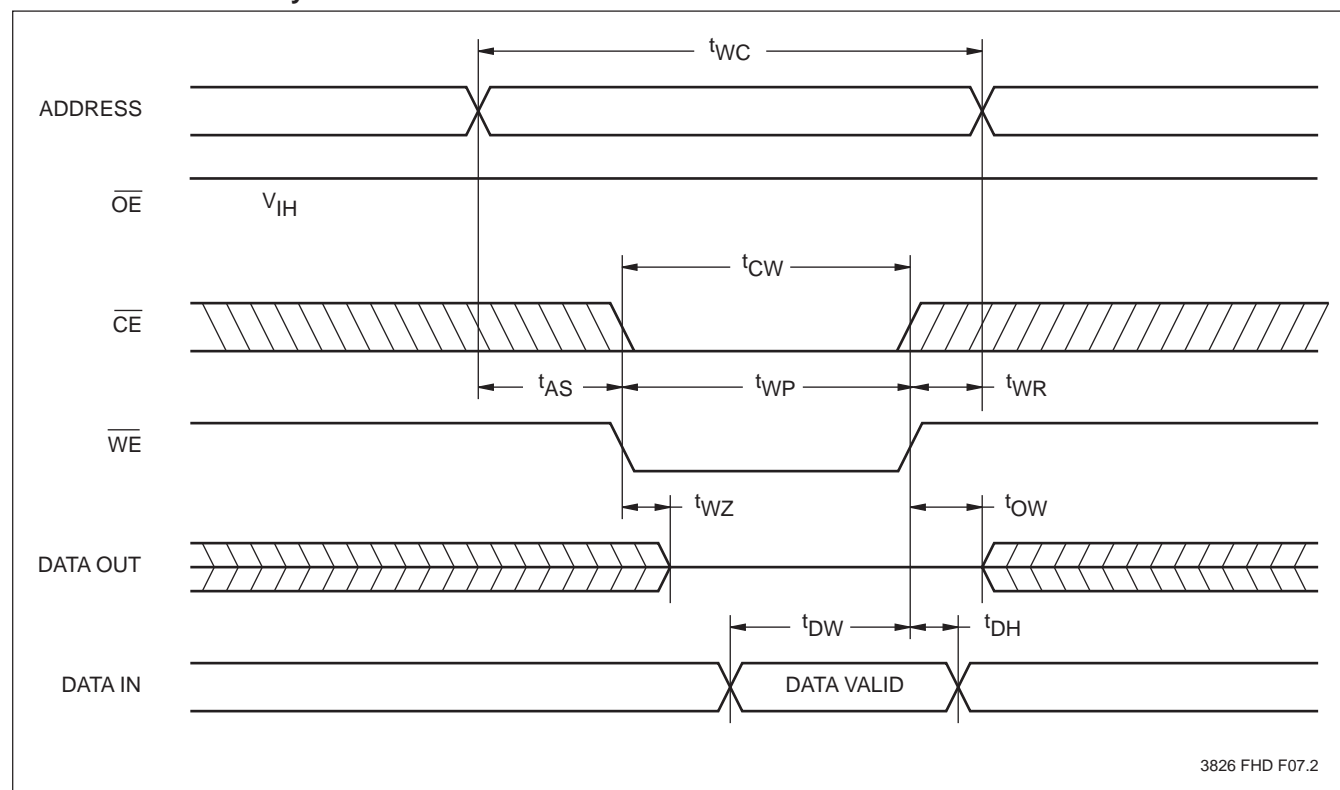 tWC
ADDRESS
OE
VIH
tCW
CE
tAS
tWP
tWR
WE
tWZ
tOW
DATA OUT
tDW
tDH
DATA IN
DATA VALID
3826 FHD F07.2